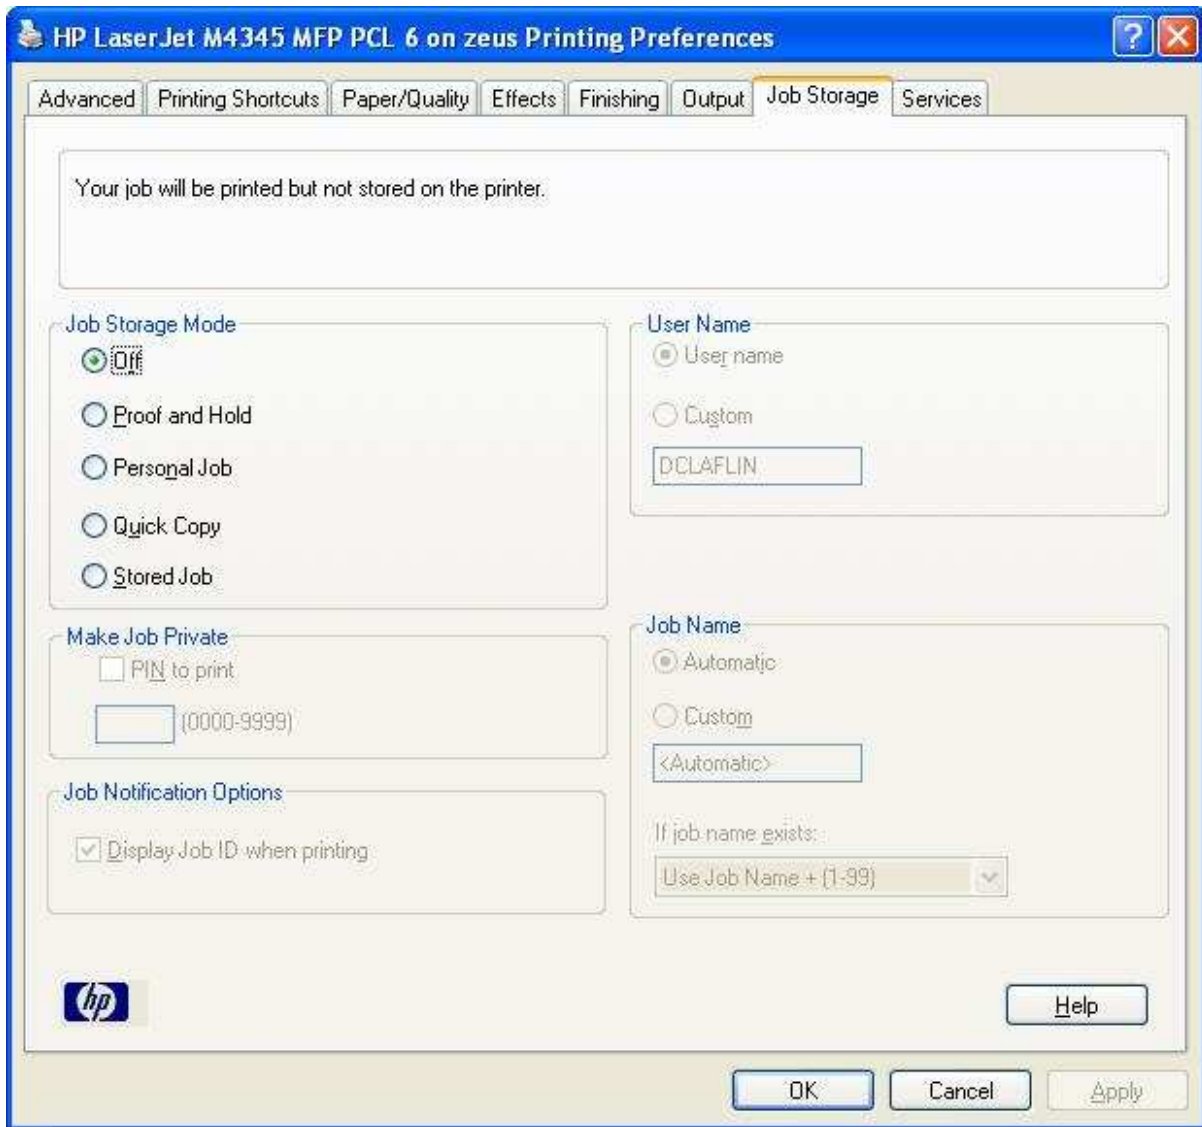 HP LaserJet M4345 MFP PCL 6 on zeus Printing Preferences
Advanced Printing Shortcuts Paper/Quality Effects Finishing Output Job Storage Services
Your job will be printed but not stored on the printer.
Job Storage Mode
Off
Proof and Hold
Personal Job
Quick Copy
Stored Job
User Name
User name
Custom
DCLAFLIN
Make Job Private
PIN to print
(0000-9999)
Job Name
Automatic
Custom
<Automatic>
If job name exists:
Use Job Name + (1-99)
Job Notification Options
Display Job ID when printing
hp
Help
OK Cancel Apply